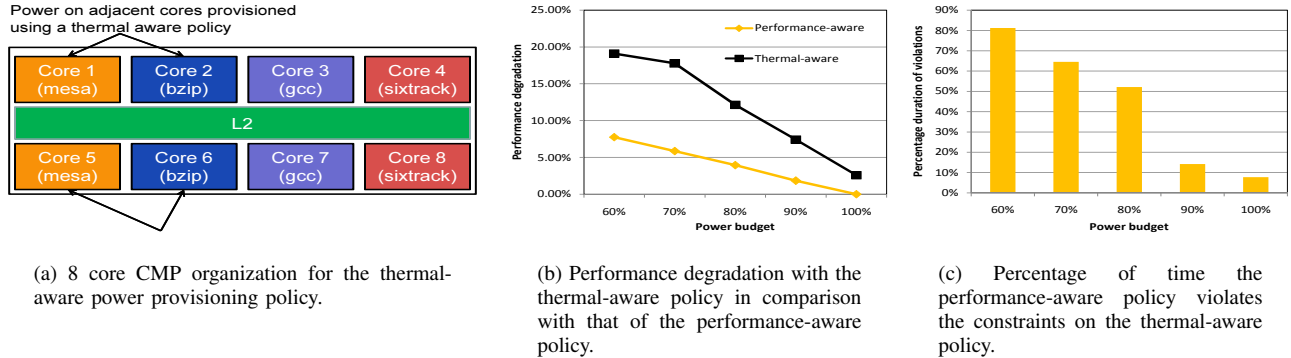 Power on adjacent cores provisioned
using a thermal aware policy
Core 1
(mesa)
Core 2
(bzip)
Core 3
(gcc)
Core 4
(sixtrack)
L2
Core 5
(mesa)
Core 6
(bzip)
Core 7
(gcc)
Core 8
(sixtrack)
(a) 8 core CMP organization for the thermal-
aware power provisioning policy.
Performance degradation
25.00%
20.00%
15.00%
10.00%
5.00%
0.00%
Performance-aware
Thermal-aware
60% 70% 80% 90% 100%
Power budget
(b) Performance degradation with the
thermal-aware policy in comparison
with that of the performance-aware
policy.
Percentage duration of violations
90%
80%
70%
60%
50%
40%
30%
20%
10%
0%
60% 70% 80% 90% 100%
Power budget
(c) Percentage of time the
performance-aware policy violates
the constraints on the thermal-aware
policy.